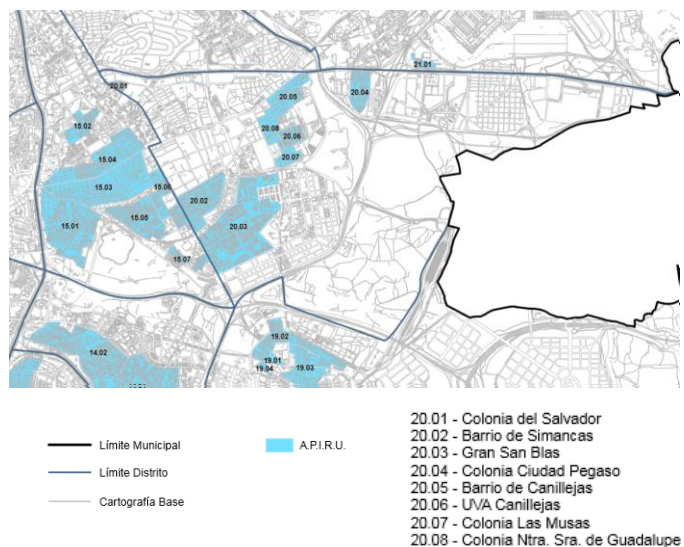 21.01
20.01
20.05
20.04
15.02
20.08
20.06
20.07
15.04
15.06
15.03
20.02
15.01
15.05
20.03
15.07
19.02
14.02
19.01
19.04
19.03
Límite Municipal
Límite Distrito
Cartografía Base
A.P.I.R.U.
20.01 - Colonia del Salvador
20.02 - Barrio de Simancas
20.03 - Gran San Blas
20.04 - Colonia Ciudad Pegaso
20.05 - Barrio de Canillejas
20.06 - UVA Canillejas
20.07 - Colonia Las Musas
20.08 - Colonia Ntra. Sra. de Guadalupe